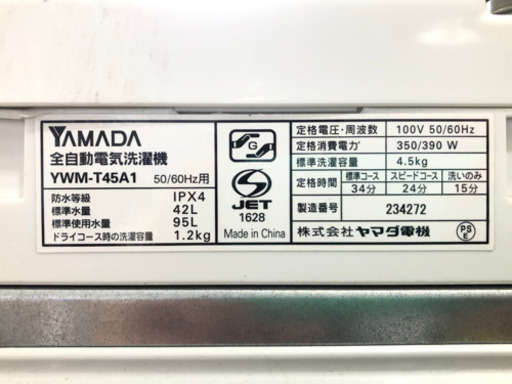 YAMADA
全自動電気洗濯機
YWM-T45A1 50/60Hz用
防水等級 IPX4
標準水量 42L
標準使用水量 95L
ドライコース時の洗濯容量 1.2kg
G
S
JET
1628
Made in China
定格電圧・周波数 100V 50/60Hz
定格消費電力 350/390 W
標準洗濯容量 4.5kg
定格時間 標準コース スピードコース 洗いのみ
34分 24分 15分
製造番号 234272
株式会社ヤマダ電機
PS
E